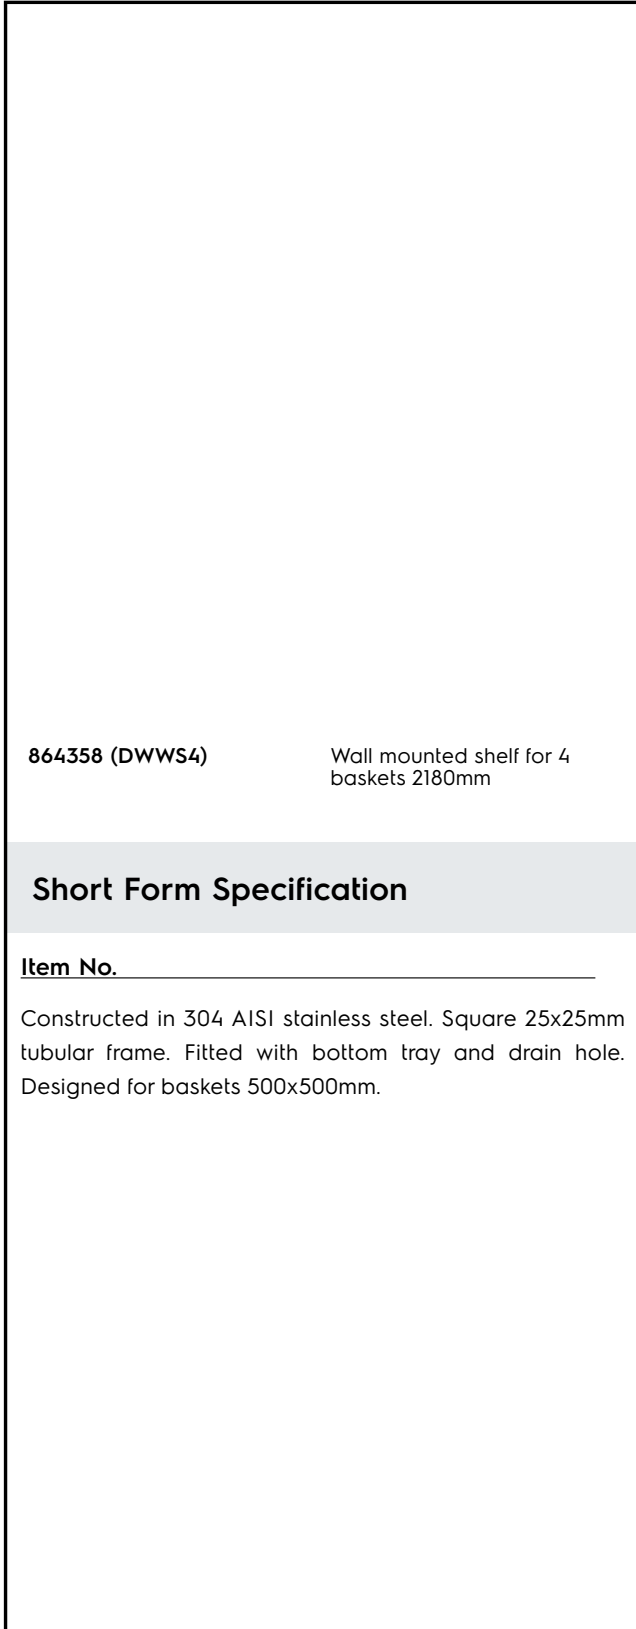 864358 (DWWS4)
Wall mounted shelf for 4
baskets 2180mm
Short Form Specification
Item No.
Constructed in 304 AISI stainless steel. Square 25x25mm
tubular frame. Fitted with bottom tray and drain hole.
Designed for baskets 500x500mm.